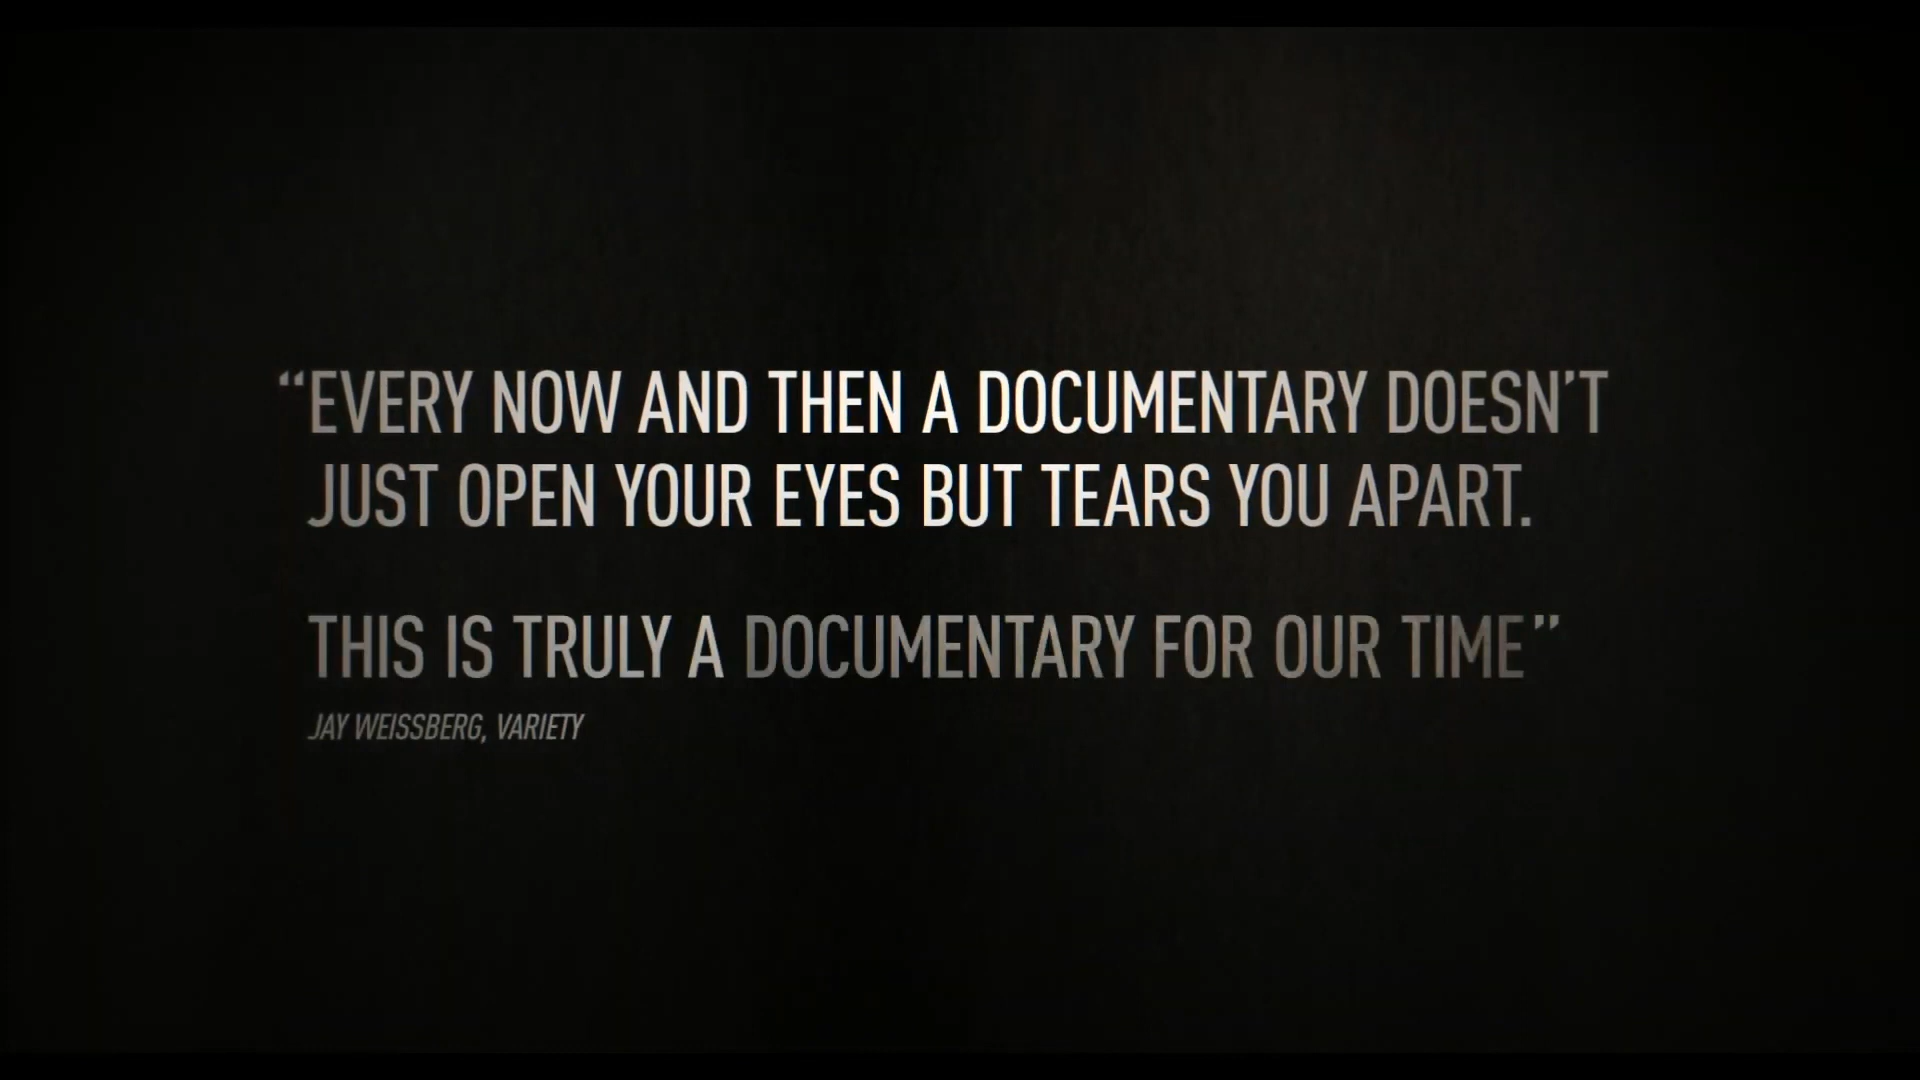 “EVERY NOW AND THEN A DOCUMENTARY DOESN’T
JUST OPEN YOUR EYES BUT TEARS YOU APART.
THIS IS TRULY A DOCUMENTARY FOR OUR TIME”
JAY WEISSBERG, VARIETY